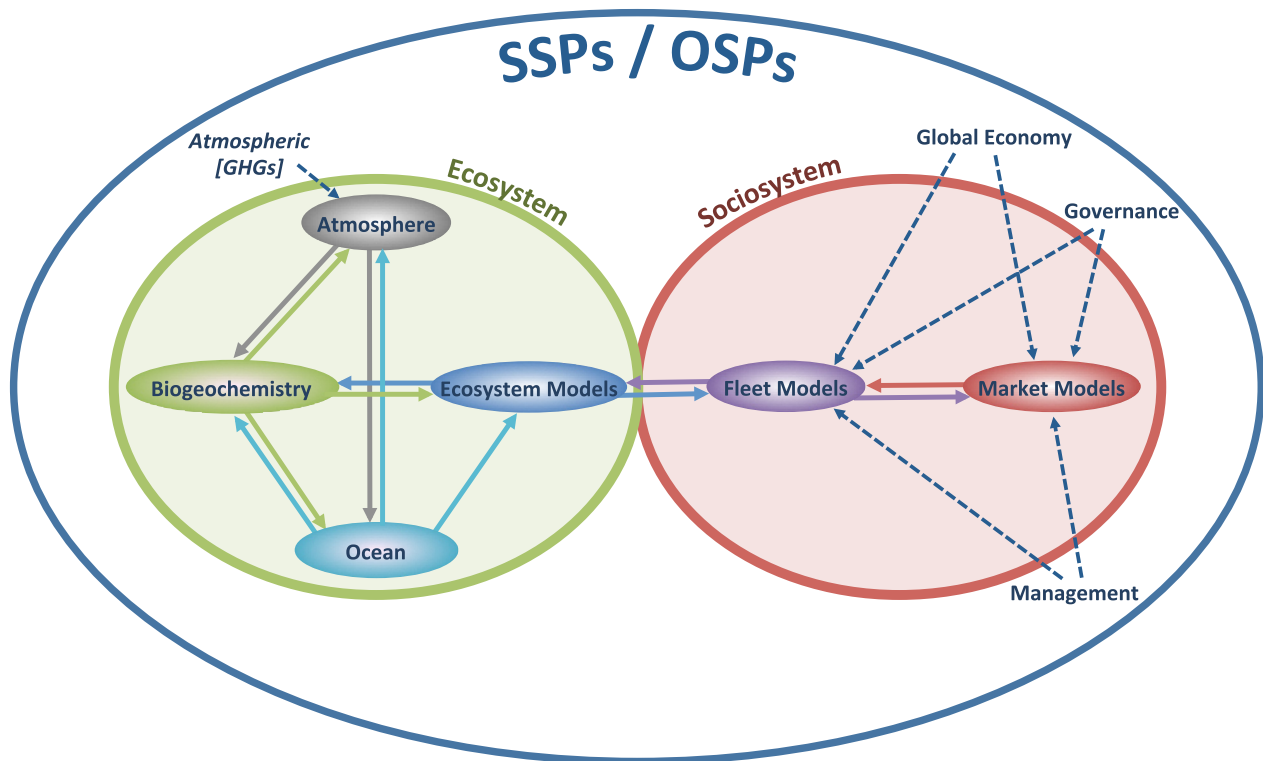 SSPs / OSPs
Atmospheric
[GHGs]
Global Economy
Ecosystem
Sociosystem
Governance
Atmosphere
Biogeochemistry
Ecosystem Models
Fleet Models
Market Models
Ocean
Management